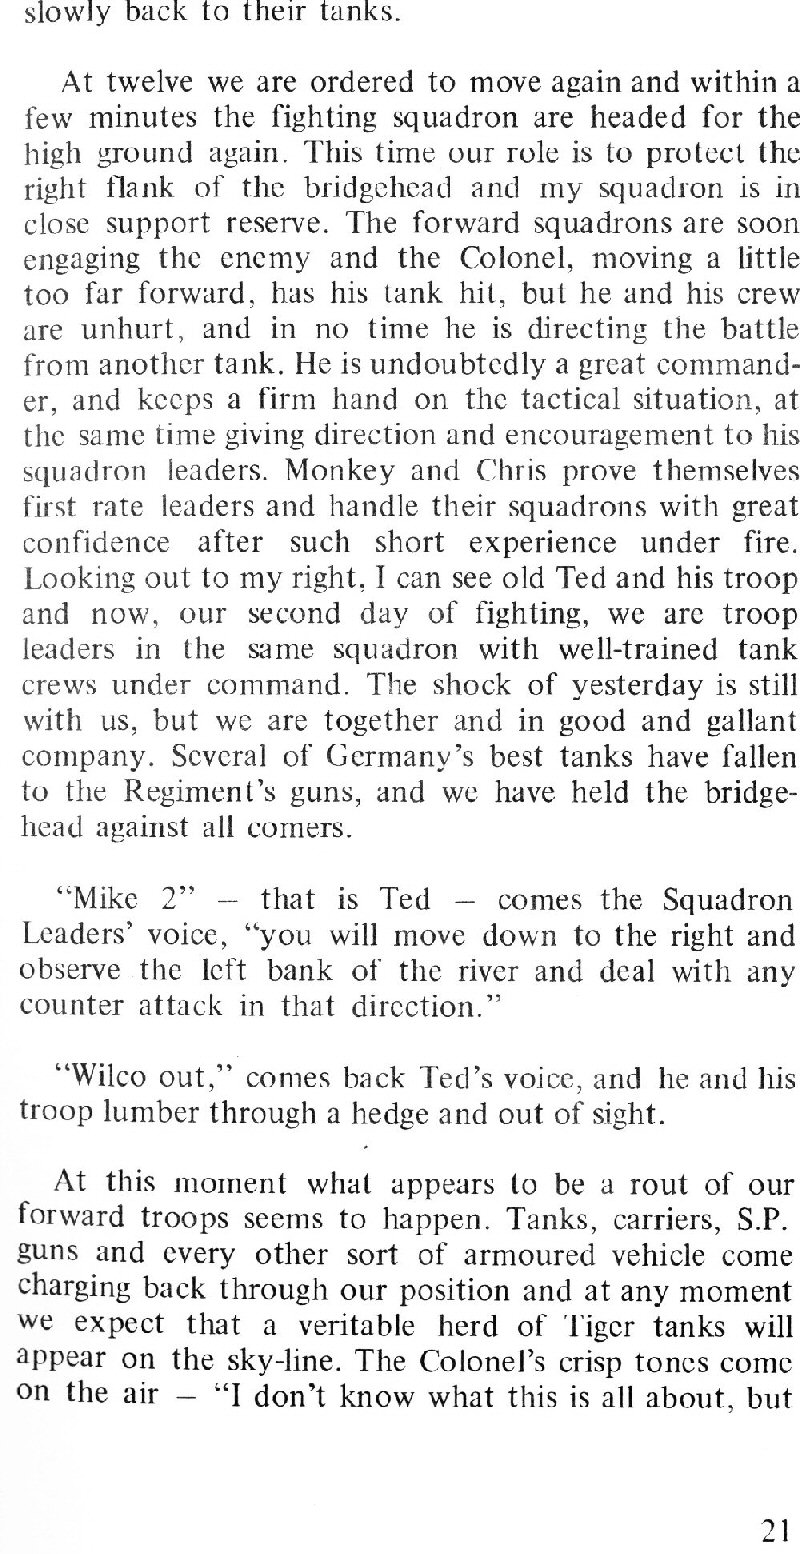 slowly back to their tanks.
At twelve we are ordered to move again and within a
few minutes the fighting squadron are headed for the
high ground again. This time our role is to protect the
right flank of the bridgehead and my squadron is in
close support reserve. The forward squadrons are soon
engaging the enemy and the Colonel, moving a little
too far forward, has his tank hit, but he and his crew
are unhurt, and in no time he is directing the battle
from another tank. He is undoubtedly a great command-
er, and keeps a firm hand on the tactical situation, at
the same time giving direction and encouragement to his
squadron leaders. Monkey and Chris prove themselves
first rate leaders and handle their squadrons with great
confidence after such short experience under fire.
Looking out to my right, I can see old Ted and his troop
and now, our second day of fighting, we are troop
leaders in the same squadron with well-trained tank
crews under command. The shock of yesterday is still
with us, but we are together and in good and gallant
company. Several of Germany's best tanks have fallen
to the Regiment's guns, and we have held the bridge-
head against all comers.
“Mike 2” – that is Ted – comes the Squadron
Leaders' voice, “you will move down to the right and
observe the left bank of the river and deal with any
counter attack in that direction.”
“Wilco out,” comes back Ted's voice, and he and his
troop lumber through a hedge and out of sight.
At this moment what appears to be a rout of our
forward troops seems to happen. Tanks, carriers, S.P.
guns and every other sort of armoured vehicle come
charging back through our position and at any moment
we expect that a veritable herd of Tiger tanks will
appear on the sky-line. The Colonel's crisp tones come
on the air – “I don't know what this is all about, but
21